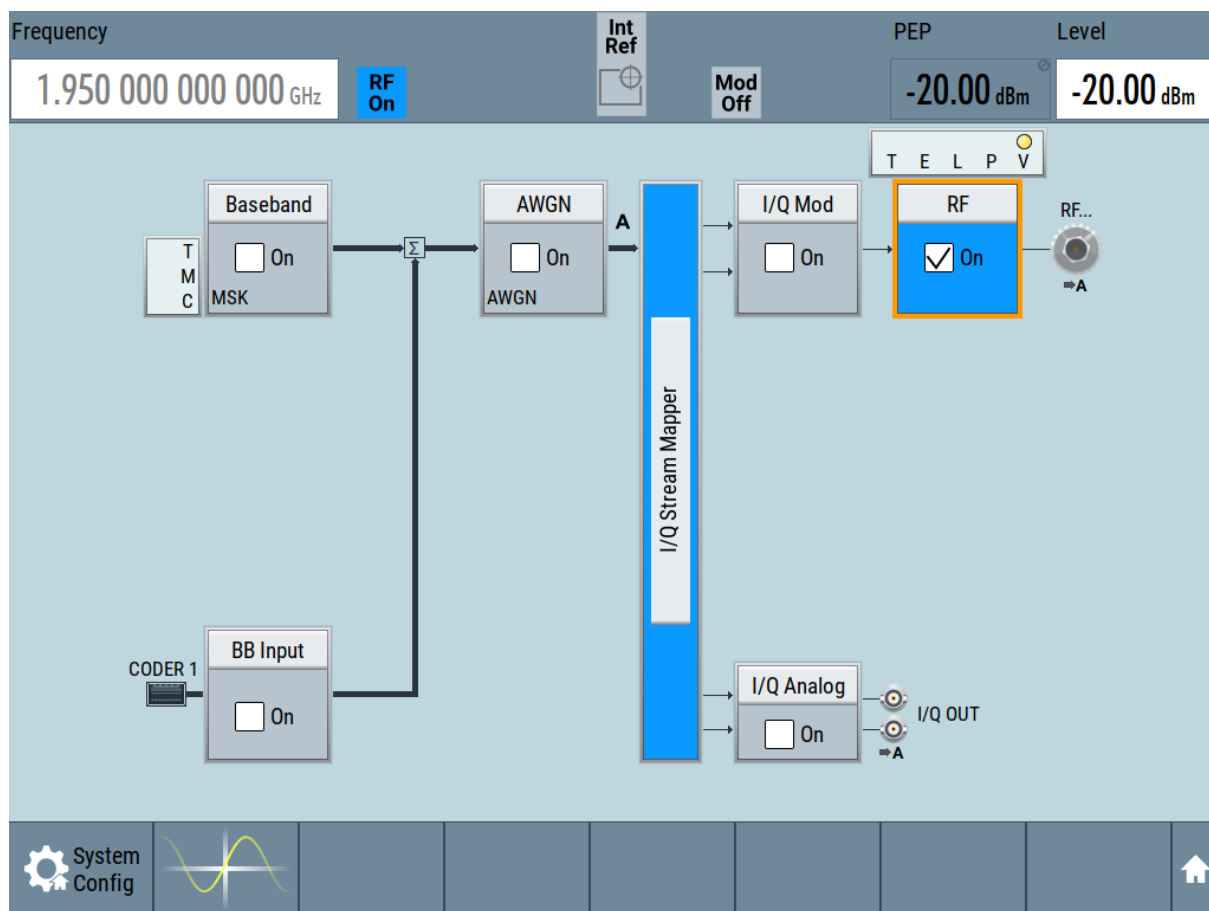 Frequency
Int
Ref
PEP
Level
1.950 000 000 000 GHz
RF
On
Mod
Off
-20.00 dBm
-20.00 dBm
T E L P V
Baseband
On
MSK
T
M
C
Σ
AWGN
On
AWGN
A
I/Q Stream Mapper
I/Q Mod
On
RF
On
RF...
A
BB Input
On
CODER 1
I/Q Analog
On
I/Q OUT
A
System
Config